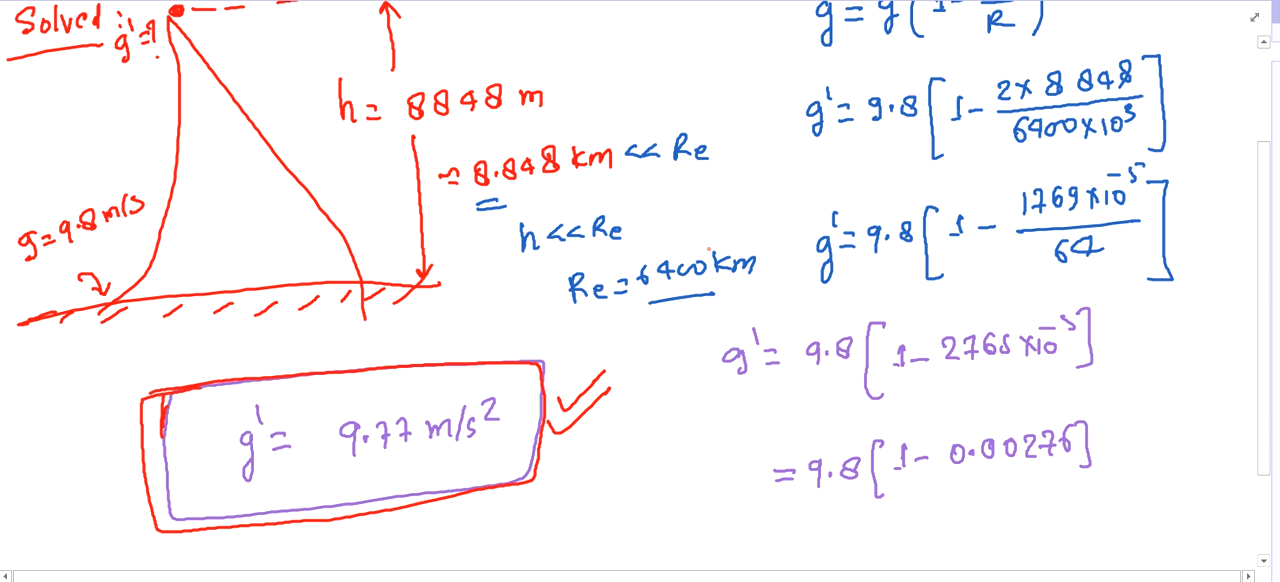 Solved :
g' = ?
h = 8848 m
= 8.848 km << Re
h << Re
Re = 6400 km
g = 9.8 m/s
g' = 9.77 m/s²
g' = g ( 1 - — R )
g' = 9.8 [ 1 - 2 × 8848 / 6400 × 10³ ]
g' = 9.8 [ 1 - 1769 × 10⁻⁵ / 64 ]
g' = 9.8 [ 1 - 2765 × 10⁻⁵ ]
= 9.8 [ 1 - 0.00276 ]